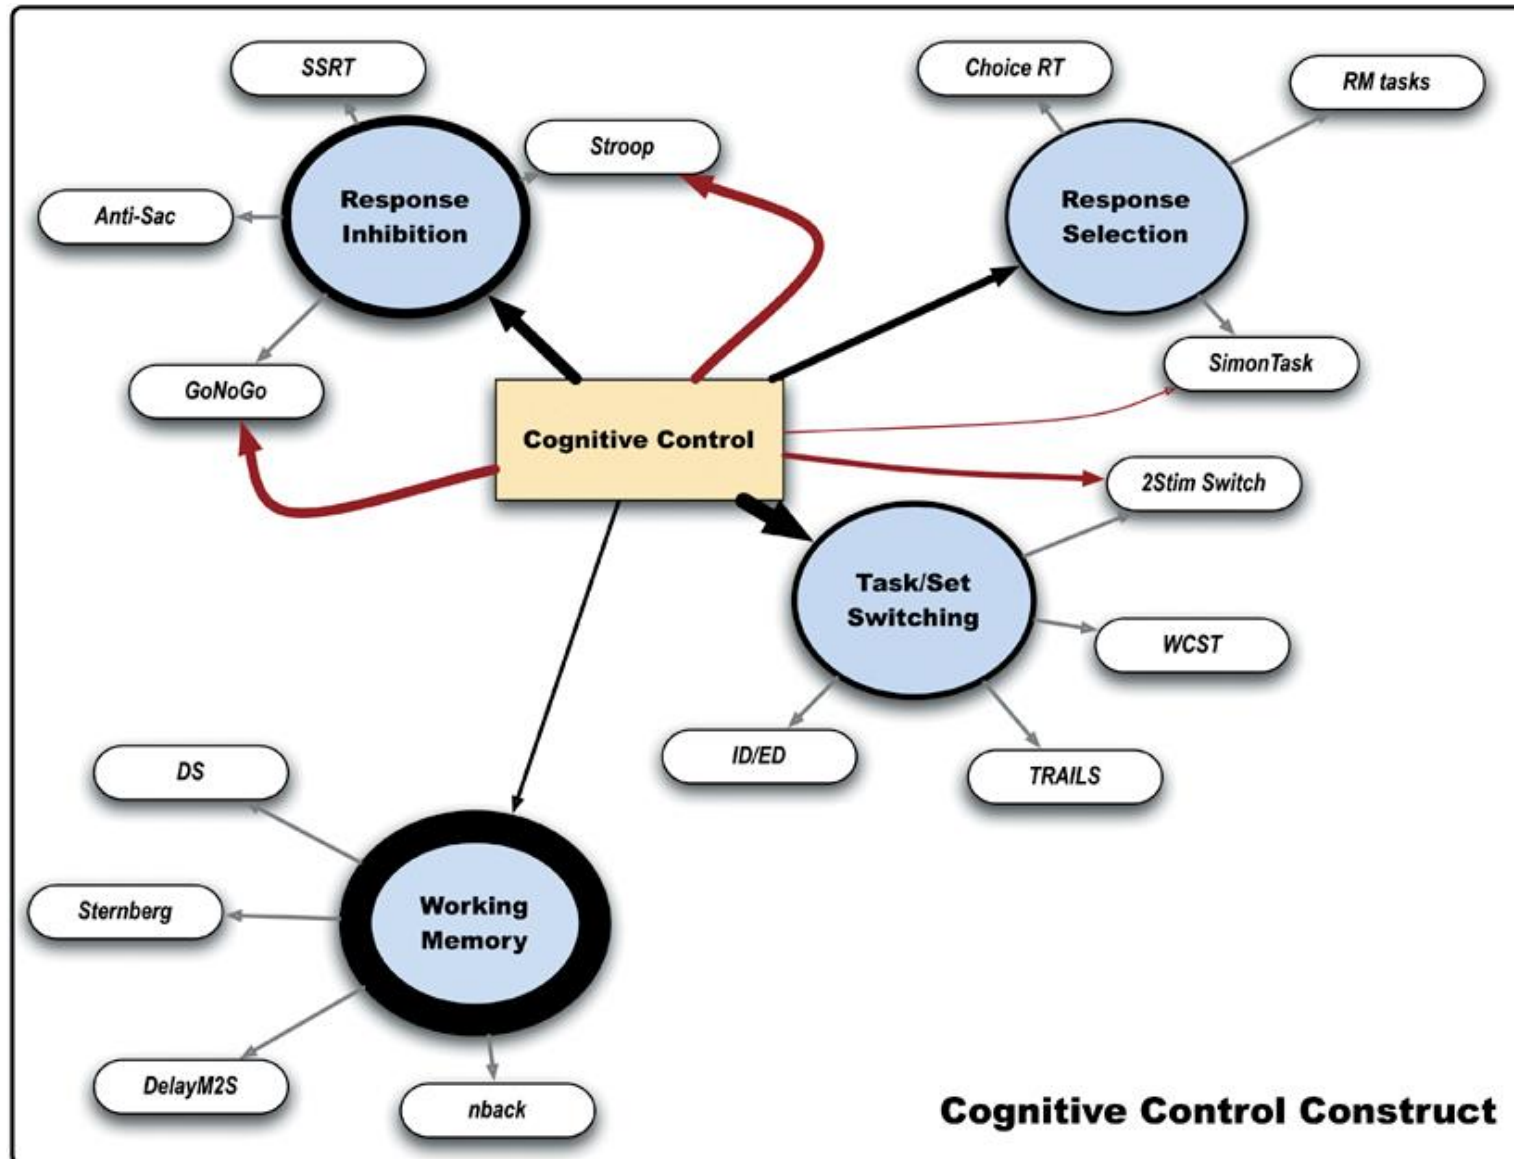 SSRT
Choice RT
RM tasks
Stroop
Response
Inhibition
Anti-Sac
Response
Selection
GoNoGo
SimonTask
Cognitive Control
2Stim Switch
Task/Set
Switching
WCST
ID/ED
TRAILS
DS
Sternberg
Working
Memory
DelayM2S
nback
Cognitive Control Construct